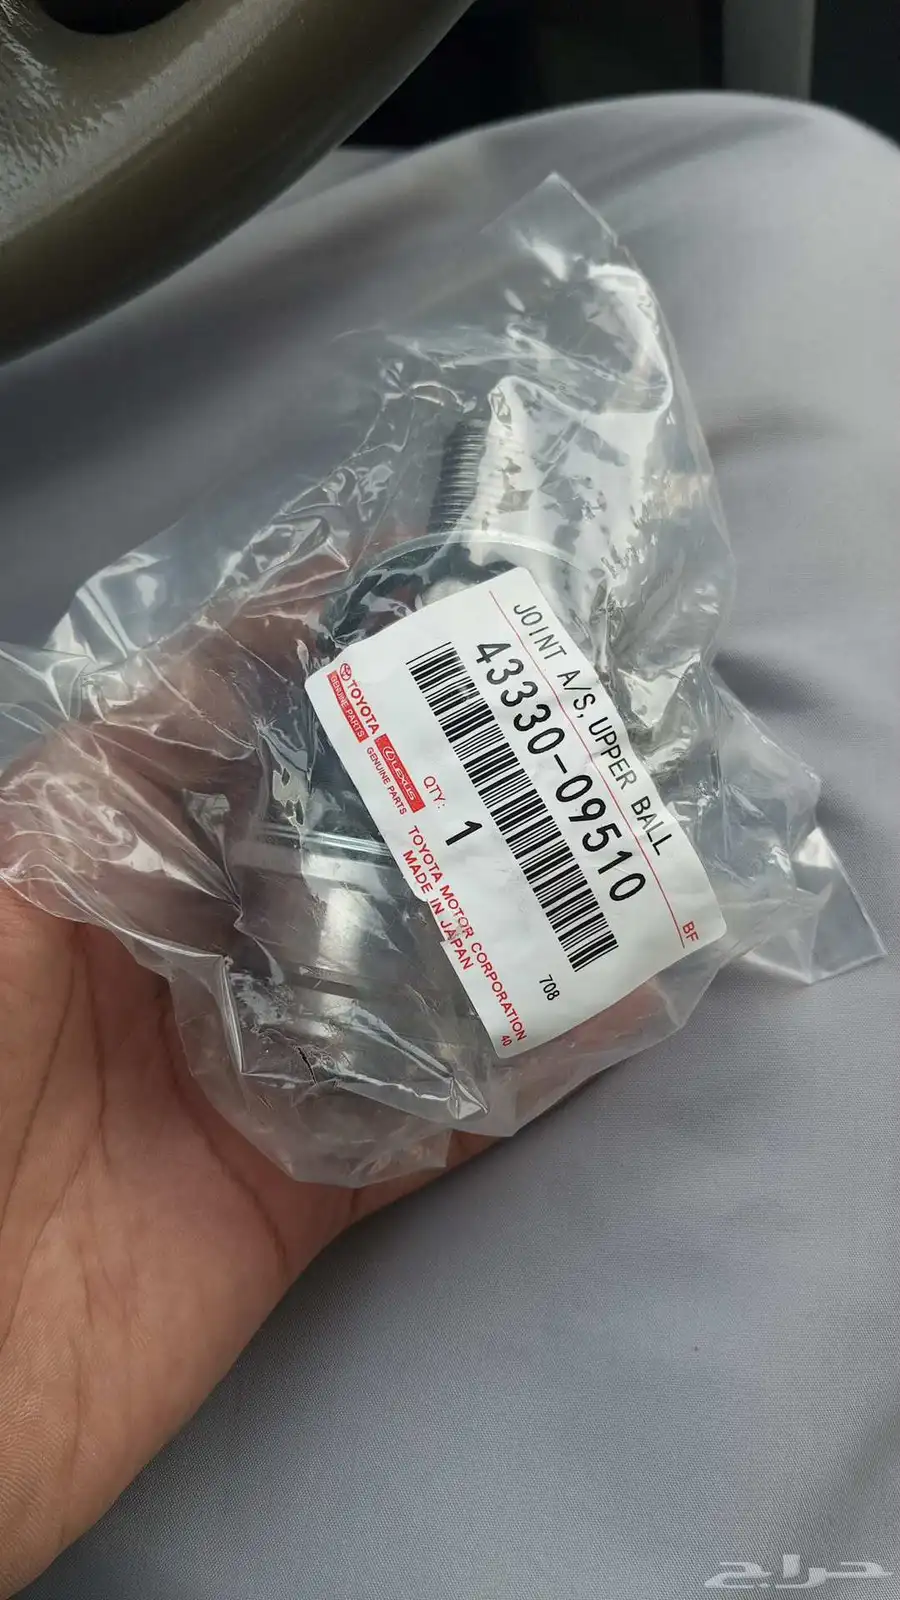 JOINT A/S, UPPER BALL
BF
43330-09510
TOYOTA
GENUINE PARTS
LEXUS
GENUINE PARTS
QTY:
1
TOYOTA MOTOR CORPORATION
MADE IN JAPAN
708
40
حراج